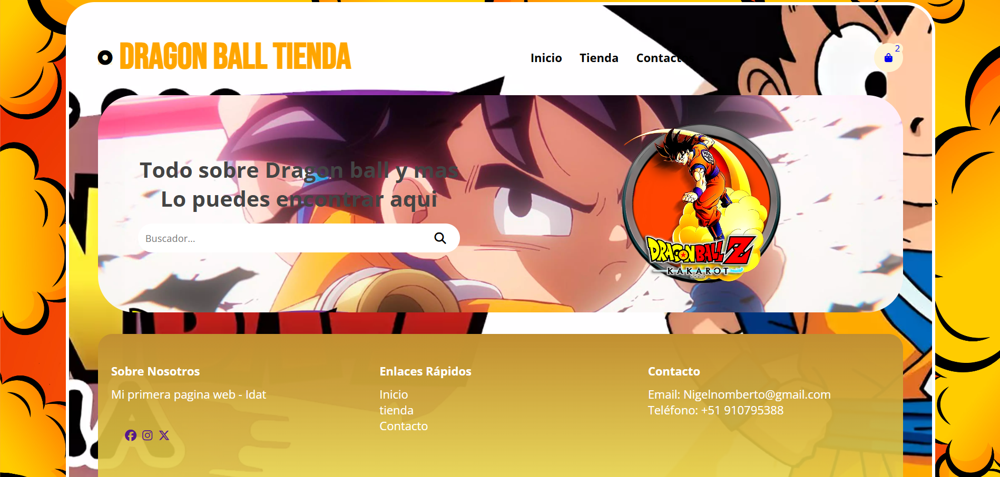 DRAGON BALL TIENDA
Inicio Tienda Contacto
2
Todo sobre Dragon ball y mas
Lo puedes encontrar aqui
Buscador...
DRAGON BALL Z
KAKAROT
Sobre Nosotros
Mi primera pagina web - Idat
Enlaces Rápidos
Inicio
tienda
Contacto
Contacto
Email: Nigelnomberto@gmail.com
Teléfono: +51 910795388